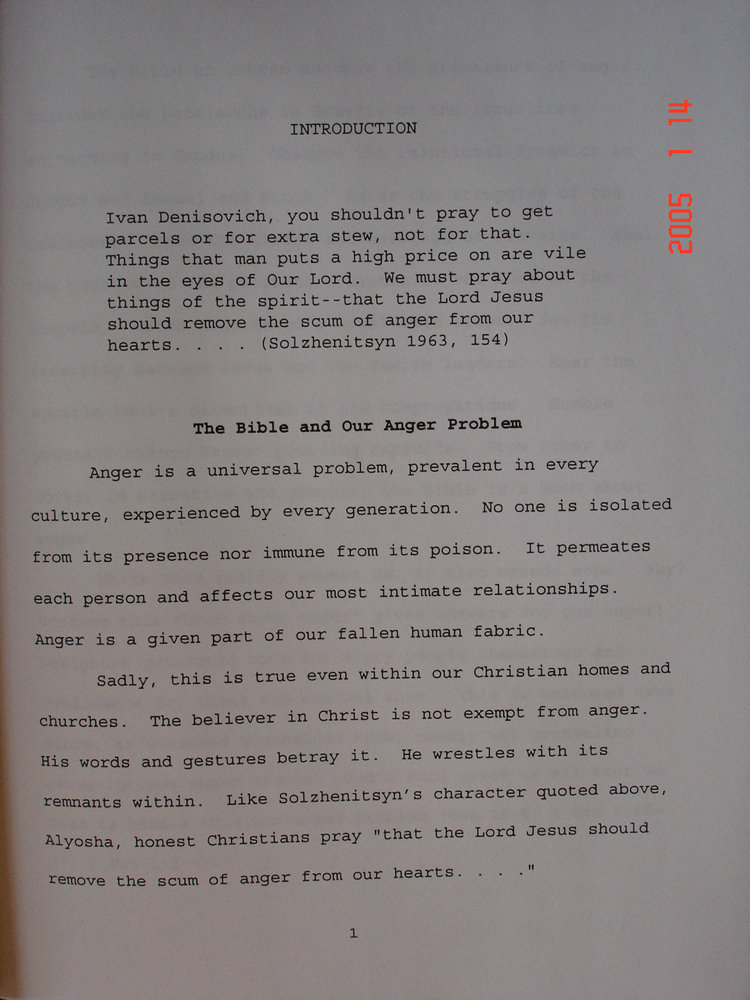 INTRODUCTION
Ivan Denisovich, you shouldn't pray to get
parcels or for extra stew, not for that.
Things that man puts a high price on are vile
in the eyes of Our Lord.  We must pray about
things of the spirit--that the Lord Jesus
should remove the scum of anger from our
hearts. . . . (Solzhenitsyn 1963, 154)
The Bible and Our Anger Problem
Anger is a universal problem, prevalent in every
culture, experienced by every generation.  No one is isolated
from its presence nor immune from its poison.  It permeates
each person and affects our most intimate relationships.
Anger is a given part of our fallen human fabric.
Sadly, this is true even within our Christian homes and
churches.  The believer in Christ is not exempt from anger.
His words and gestures betray it.  He wrestles with its
remnants within.  Like Solzhenitsyn's character quoted above,
Alyosha, honest Christians pray "that the Lord Jesus should
remove the scum of anger from our hearts. . . ."
1
2005 1 14